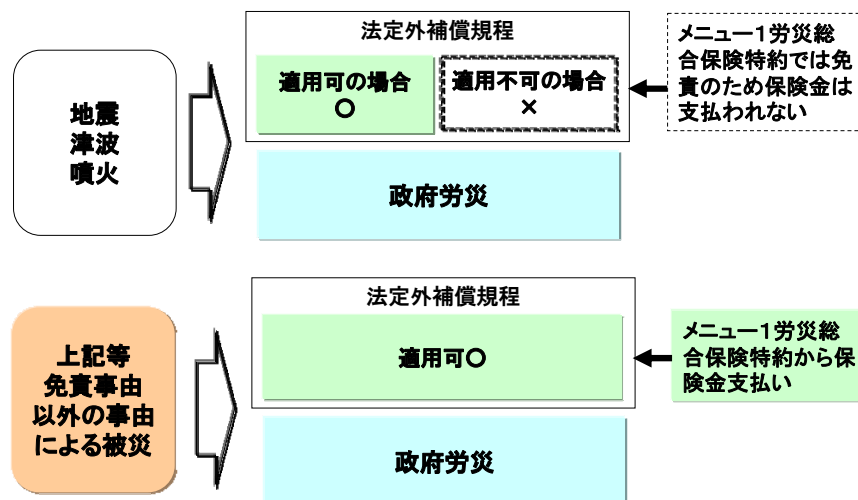 法定外補償規程
メニュー1労災総
合保険特約では免
責のため保険金は
支払われない
適用可の場合
○
適用不可の場合
×
地震
津波
噴火
政府労災
法定外補償規程
上記等
免責事由
以外の事由
による被災
適用可○
メニュー1労災総
合保険特約から保
険金支払い
政府労災